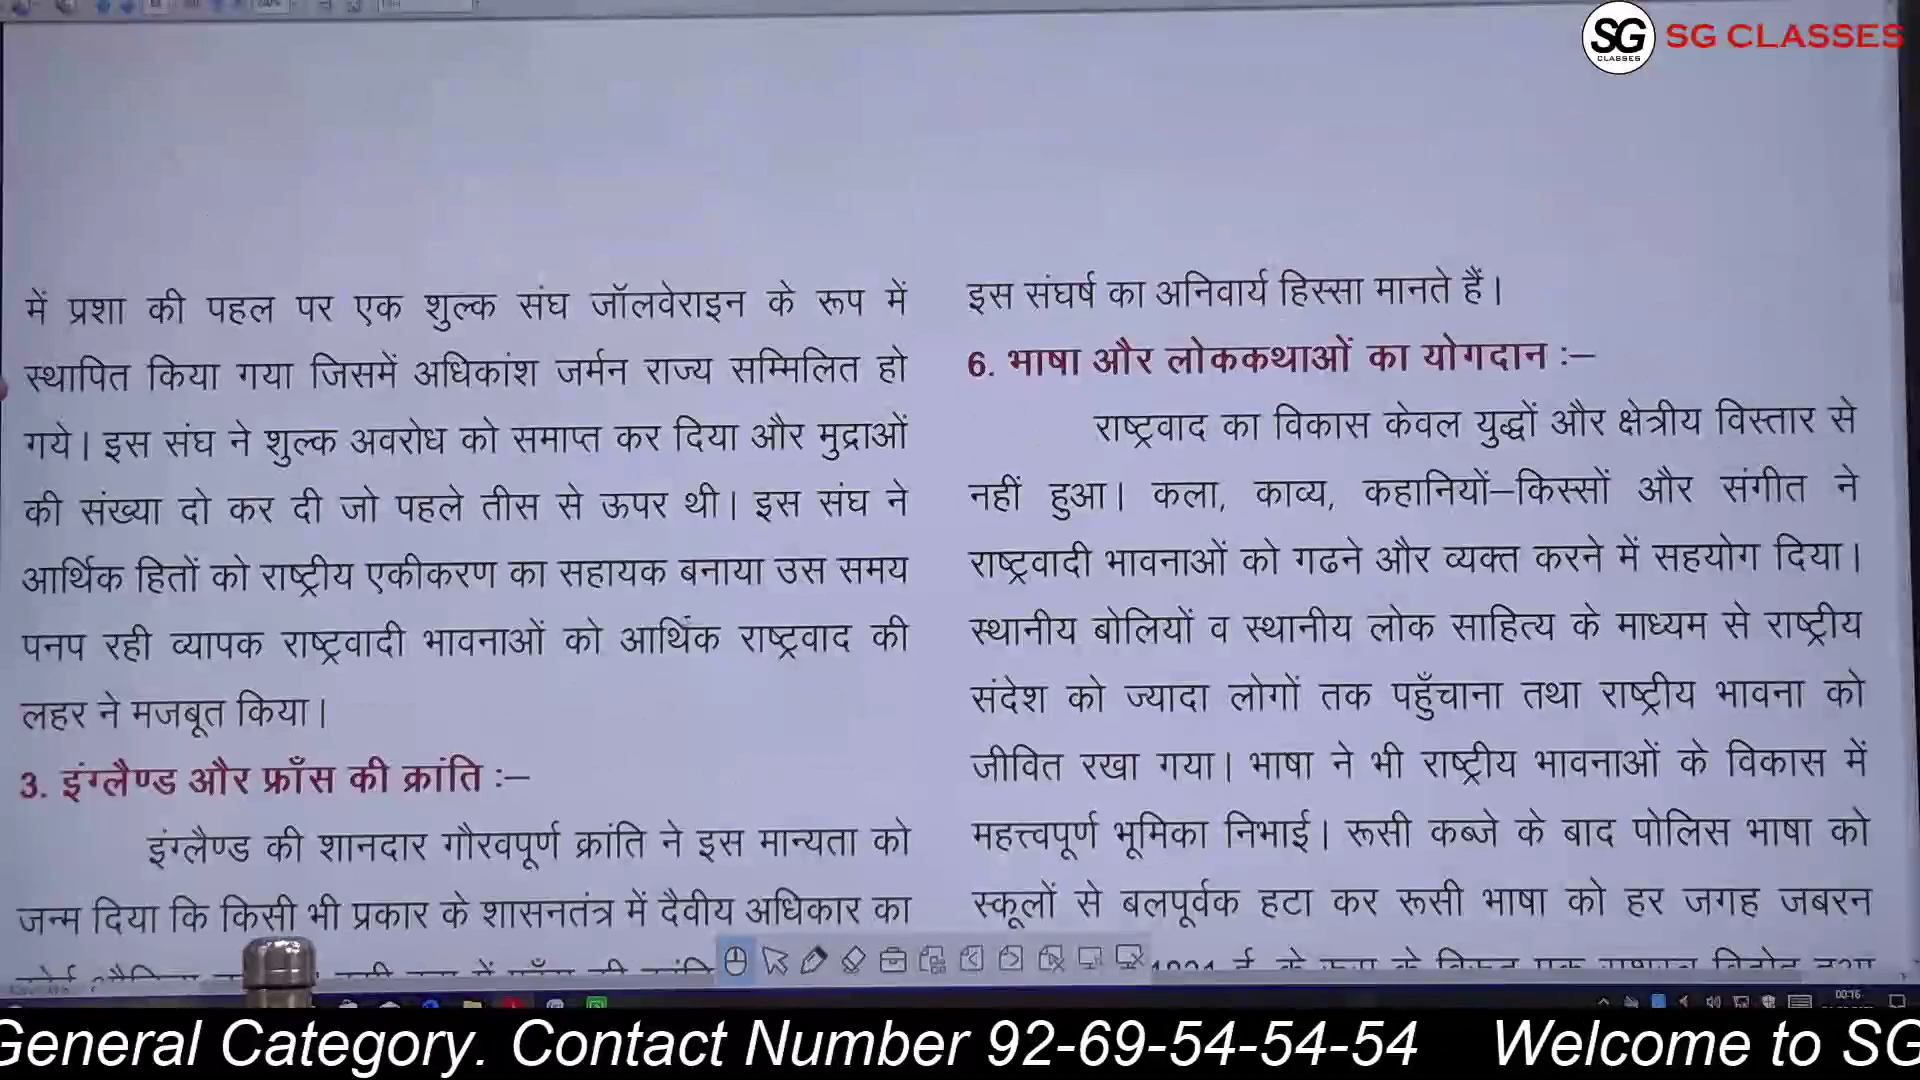 SG
CLASSES
SG CLASSES
में प्रशा की पहल पर एक शुल्क संघ जॉलवेराइन के रूप में
स्थापित किया गया जिसमें अधिकांश जर्मन राज्य सम्मिलित हो
गये। इस संघ ने शुल्क अवरोध को समाप्त कर दिया और मुद्राओं
की संख्या दो कर दी जो पहले तीस से ऊपर थी। इस संघ ने
आर्थिक हितों को राष्ट्रीय एकीकरण का सहायक बनाया उस समय
पनप रही व्यापक राष्ट्रवादी भावनाओं को आर्थिक राष्ट्रवाद की
लहर ने मजबूत किया।
3. इंग्लैण्ड और फ्राँस की क्रांति :–
इंग्लैण्ड की शानदार गौरवपूर्ण क्रांति ने इस मान्यता को
जन्म दिया कि किसी भी प्रकार के शासनतंत्र में दैवीय अधिकार का
इस संघर्ष का अनिवार्य हिस्सा मानते हैं।
6. भाषा और लोककथाओं का योगदान :–
राष्ट्रवाद का विकास केवल युद्धों और क्षेत्रीय विस्तार से
नहीं हुआ। कला, काव्य, कहानियों–किस्सों और संगीत ने
राष्ट्रवादी भावनाओं को गढने और व्यक्त करने में सहयोग दिया।
स्थानीय बोलियों व स्थानीय लोक साहित्य के माध्यम से राष्ट्रीय
संदेश को ज्यादा लोगों तक पहुँचाना तथा राष्ट्रीय भावना को
जीवित रखा गया। भाषा ने भी राष्ट्रीय भावनाओं के विकास में
महत्त्वपूर्ण भूमिका निभाई। रूसी कब्जे के बाद पोलिस भाषा को
स्कूलों से बलपूर्वक हटा कर रूसी भाषा को हर जगह जबरन
00:16
General Category. Contact Number 92-69-54-54-54 Welcome to SG